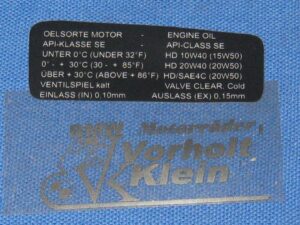 OELSORTE MOTOR - ENGINE OIL
API-KLASSE SE - API-CLASS SE
UNTER 0°C (UNDER 32°F) HD 10W40 (15W50)
0° - + 30°C (30 - + 85°F) HD 20W40 (20W50)
ÜBER + 30°C (ABOVE + 86°F) HD/SAE4C (20W50)
VENTILSPIEL kalt VALVE CLEAR. Cold
EINLASS (IN) 0,10mm AUSLASS (EX) 0,15mm
BMW Motorräder
Vorholt
Klein